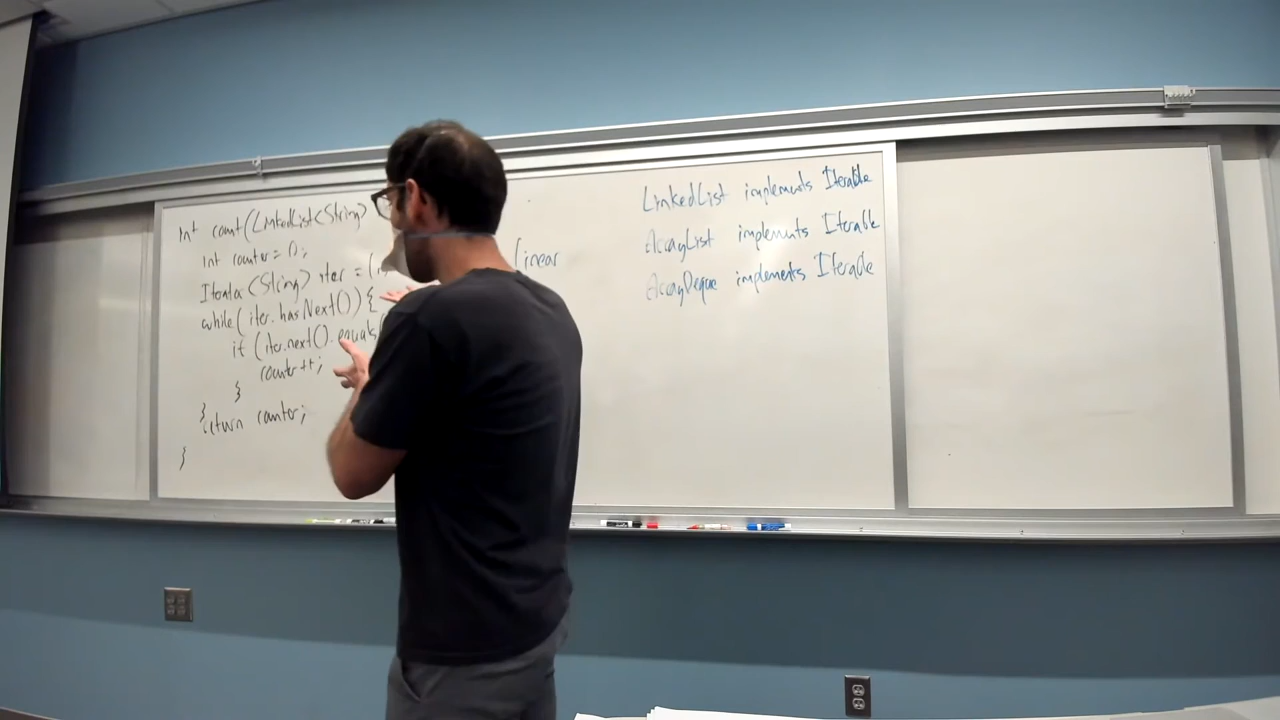 int count(LinkedList<String>
int counter = 0;
Iterator<String> iter = (
while( iter.hasNext()) {
if (iter.next().equals(
counter++;
}
}
return counter;
}
linear
LinkedList implements Iterable
ArrayList implements Iterable
ArrayDeque implements Iterable